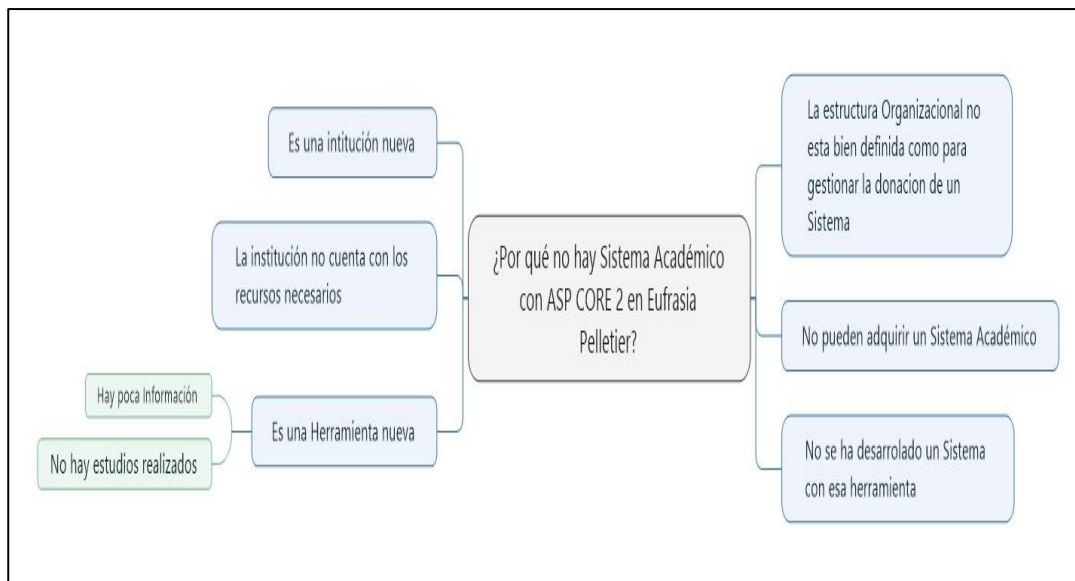 Es una intitución nueva
La institución no cuenta con los
recursos necesarios
Hay poca Información
No hay estudios realizados
Es una Herramienta nueva
¿Por qué no hay Sistema Académico
con ASP CORE 2 en Eufrasia
Pelletier?
La estructura Organizacional no
esta bien definida como para
gestionar la donacion de un
Sistema
No pueden adquirir un Sistema Académico
No se ha desarrolado un Sistema
con esa herramienta